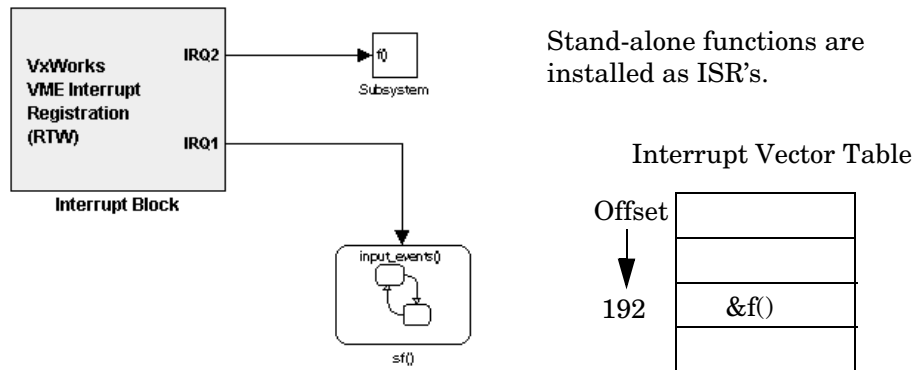 VxWorks
VME Interrupt
Registration
(RTW)
IRQ2
IRQ1
Interrupt Block
f()
Subsystem
input_events()
sf()
Stand-alone functions are
installed as ISR's.
Interrupt Vector Table
Offset
192
&f()